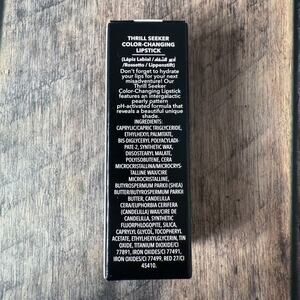 THRILL SEEKER
COLOR-CHANGING
LIPSTICK
(Lápiz Labial / أحمر الشفاه
/Rossetto / Lippenstift)
Don't forget to hydrate
your lips for your next
misadventure! Our
Thrill Seeker
Color-Changing Lipstick
features an intergalactic
pearly pattern
pH-activated formula that
reveals a beautiful unique
shade.
INGREDIENTS:
CAPRYLIC/CAPRIC TRIGLYCERIDE,
ETHYLHEXYL PALMITATE,
BIS-DIGLYCERYL POLYACYLADI-
PATE-2, SYNTHETIC WAX,
DIISOSTEARYL MALATE,
POLYISOBUTENE, CERA
MICROCRISTALLINA/MICROCRYS-
TALLINE WAX/CIRE
MICROCRISTALLINE,
BUTYROSPERMUM PARKII (SHEA)
BUTTER/BUTYROSPERMUM PARKII
BUTTER, CANDELILLA
CERA/EUPHORBIA CERIFERA
(CANDELILLA) WAX/CIRE DE
CANDELILLA, SYNTHETIC
FLUORPHLOGOPITE, SILICA,
CAPRYLYL GLYCOL, TOCOPHERYL
ACETATE, ETHYLHEXYLGLYCERIN, TIN
OXIDE, TITANIUM DIOXIDE/CI
77891, IRON OXIDES/CI 77491,
IRON OXIDES/CI 77499, RED 27/CI
45410.